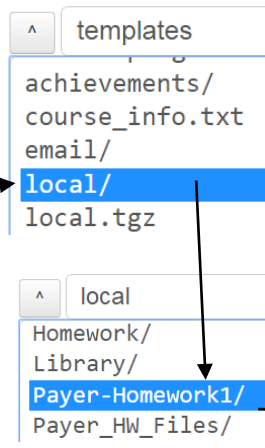 ^ templates
achievements/
course_info.txt
email/
local/
local.tgz
^ local
Homework/
Library/
Payer-Homework1/
Payer_HW_Files/